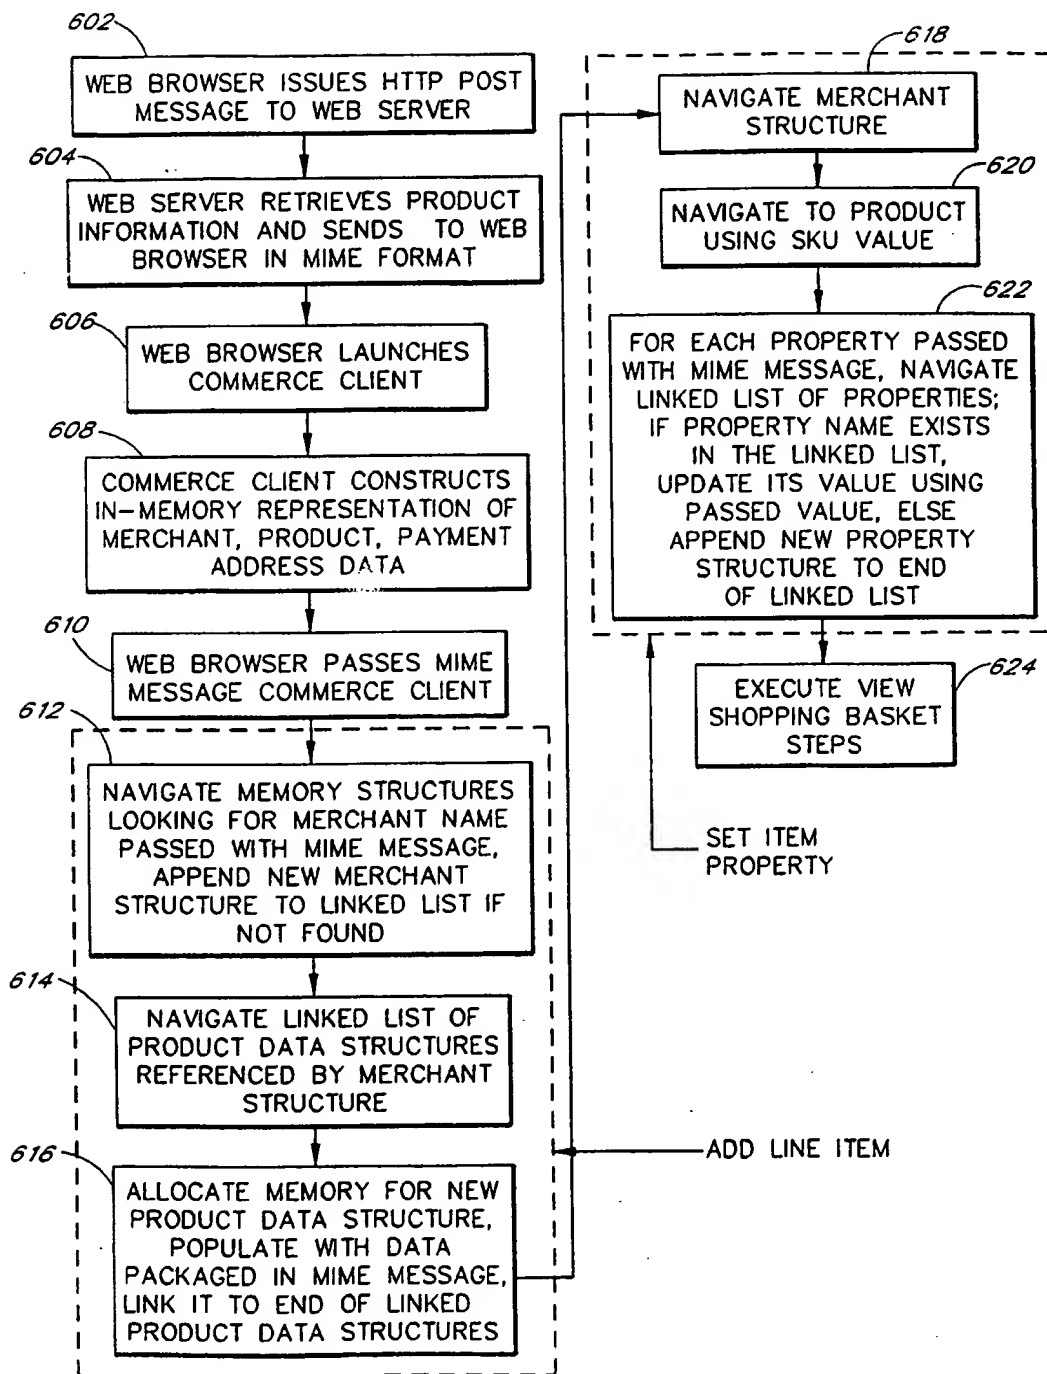 602
WEB BROWSER ISSUES HTTP POST
MESSAGE TO WEB SERVER
604
WEB SERVER RETRIEVES PRODUCT
INFORMATION AND SENDS TO WEB
BROWSER IN MIME FORMAT
606
WEB BROWSER LAUNCHES
COMMERCE CLIENT
608
COMMERCE CLIENT CONSTRUCTS
IN-MEMORY REPRESENTATION OF
MERCHANT, PRODUCT, PAYMENT
ADDRESS DATA
610
WEB BROWSER PASSES MIME
MESSAGE COMMERCE CLIENT
612
NAVIGATE MEMORY STRUCTURES
LOOKING FOR MERCHANT NAME
PASSED WITH MIME MESSAGE,
APPEND NEW MERCHANT
STRUCTURE TO LINKED LIST IF
NOT FOUND
614
NAVIGATE LINKED LIST OF
PRODUCT DATA STRUCTURES
REFERENCED BY MERCHANT
STRUCTURE
616
ALLOCATE MEMORY FOR NEW
PRODUCT DATA STRUCTURE,
POPULATE WITH DATA
PACKAGED IN MIME MESSAGE,
LINK IT TO END OF LINKED
PRODUCT DATA STRUCTURES
ADD LINE ITEM
618
NAVIGATE MERCHANT
STRUCTURE
620
NAVIGATE TO PRODUCT
USING SKU VALUE
622
FOR EACH PROPERTY PASSED
WITH MIME MESSAGE, NAVIGATE
LINKED LIST OF PROPERTIES;
IF PROPERTY NAME EXISTS
IN THE LINKED LIST,
UPDATE ITS VALUE USING
PASSED VALUE, ELSE
APPEND NEW PROPERTY
STRUCTURE TO END
OF LINKED LIST
624
EXECUTE VIEW
SHOPPING BASKET
STEPS
SET ITEM
PROPERTY